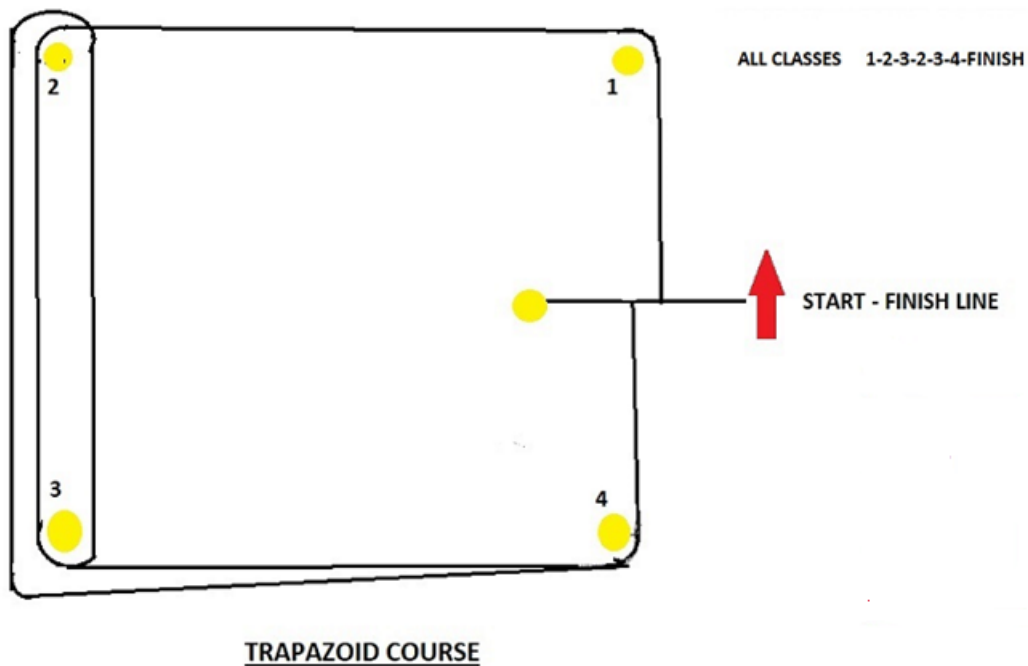 ALL CLASSES 1-2-3-2-3-4-FINISH
2
1
START - FINISH LINE
3
4
TRAPAZOID COURSE